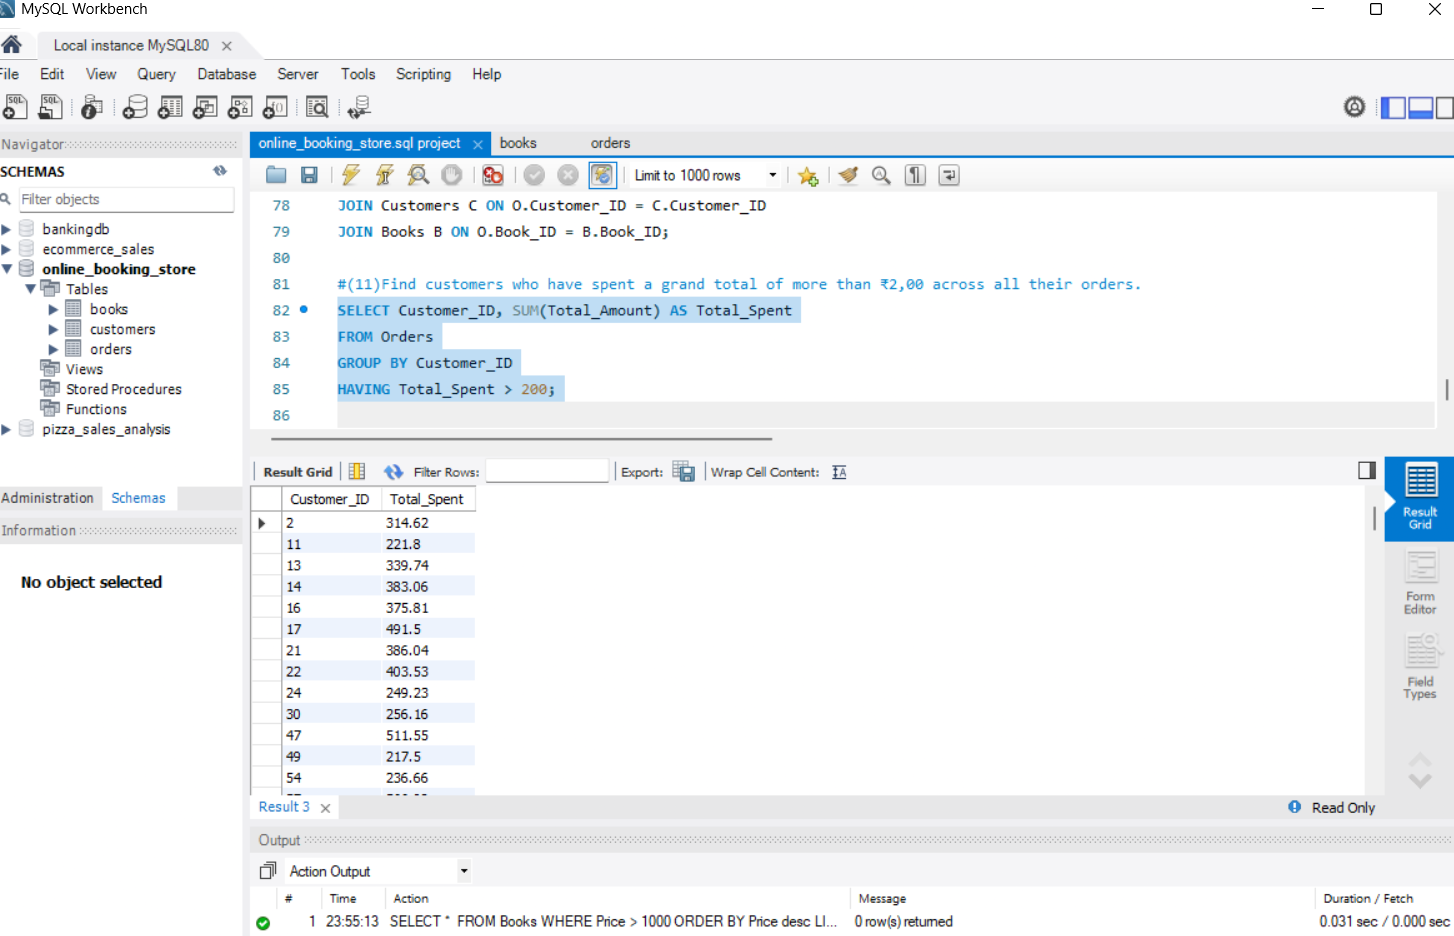 MySQL Workbench
Local instance MySQL80
File Edit View Query Database Server Tools Scripting Help
Navigator
SCHEMAS
Filter objects
bankingdb
ecommerce_sales
online_booking_store
Tables
books
customers
orders
Views
Stored Procedures
Functions
pizza_sales_analysis
Administration Schemas
Information
No object selected
online_booking_store.sql project books orders
Limit to 1000 rows
78 JOIN Customers C ON O.Customer_ID = C.Customer_ID
79 JOIN Books B ON O.Book_ID = B.Book_ID;
80
81 #(11)Find customers who have spent a grand total of more than ₹2,00 across all their orders.
82 SELECT Customer_ID, SUM(Total_Amount) AS Total_Spent
83 FROM Orders
84 GROUP BY Customer_ID
85 HAVING Total_Spent > 200;
86
Result Grid Filter Rows: Export: Wrap Cell Content:
Customer_ID Total_Spent
2 314.62
11 221.8
13 339.74
14 383.06
16 375.81
17 491.5
21 386.04
22 403.53
24 249.23
30 256.16
47 511.55
49 217.5
54 236.66
Result Grid
Form Editor
Field Types
Result 3
Read Only
Output
Action Output
# Time Action Message Duration / Fetch
1 23:55:13 SELECT * FROM Books WHERE Price > 1000 ORDER BY Price desc LI... 0 row(s) returned 0.031 sec / 0.000 sec